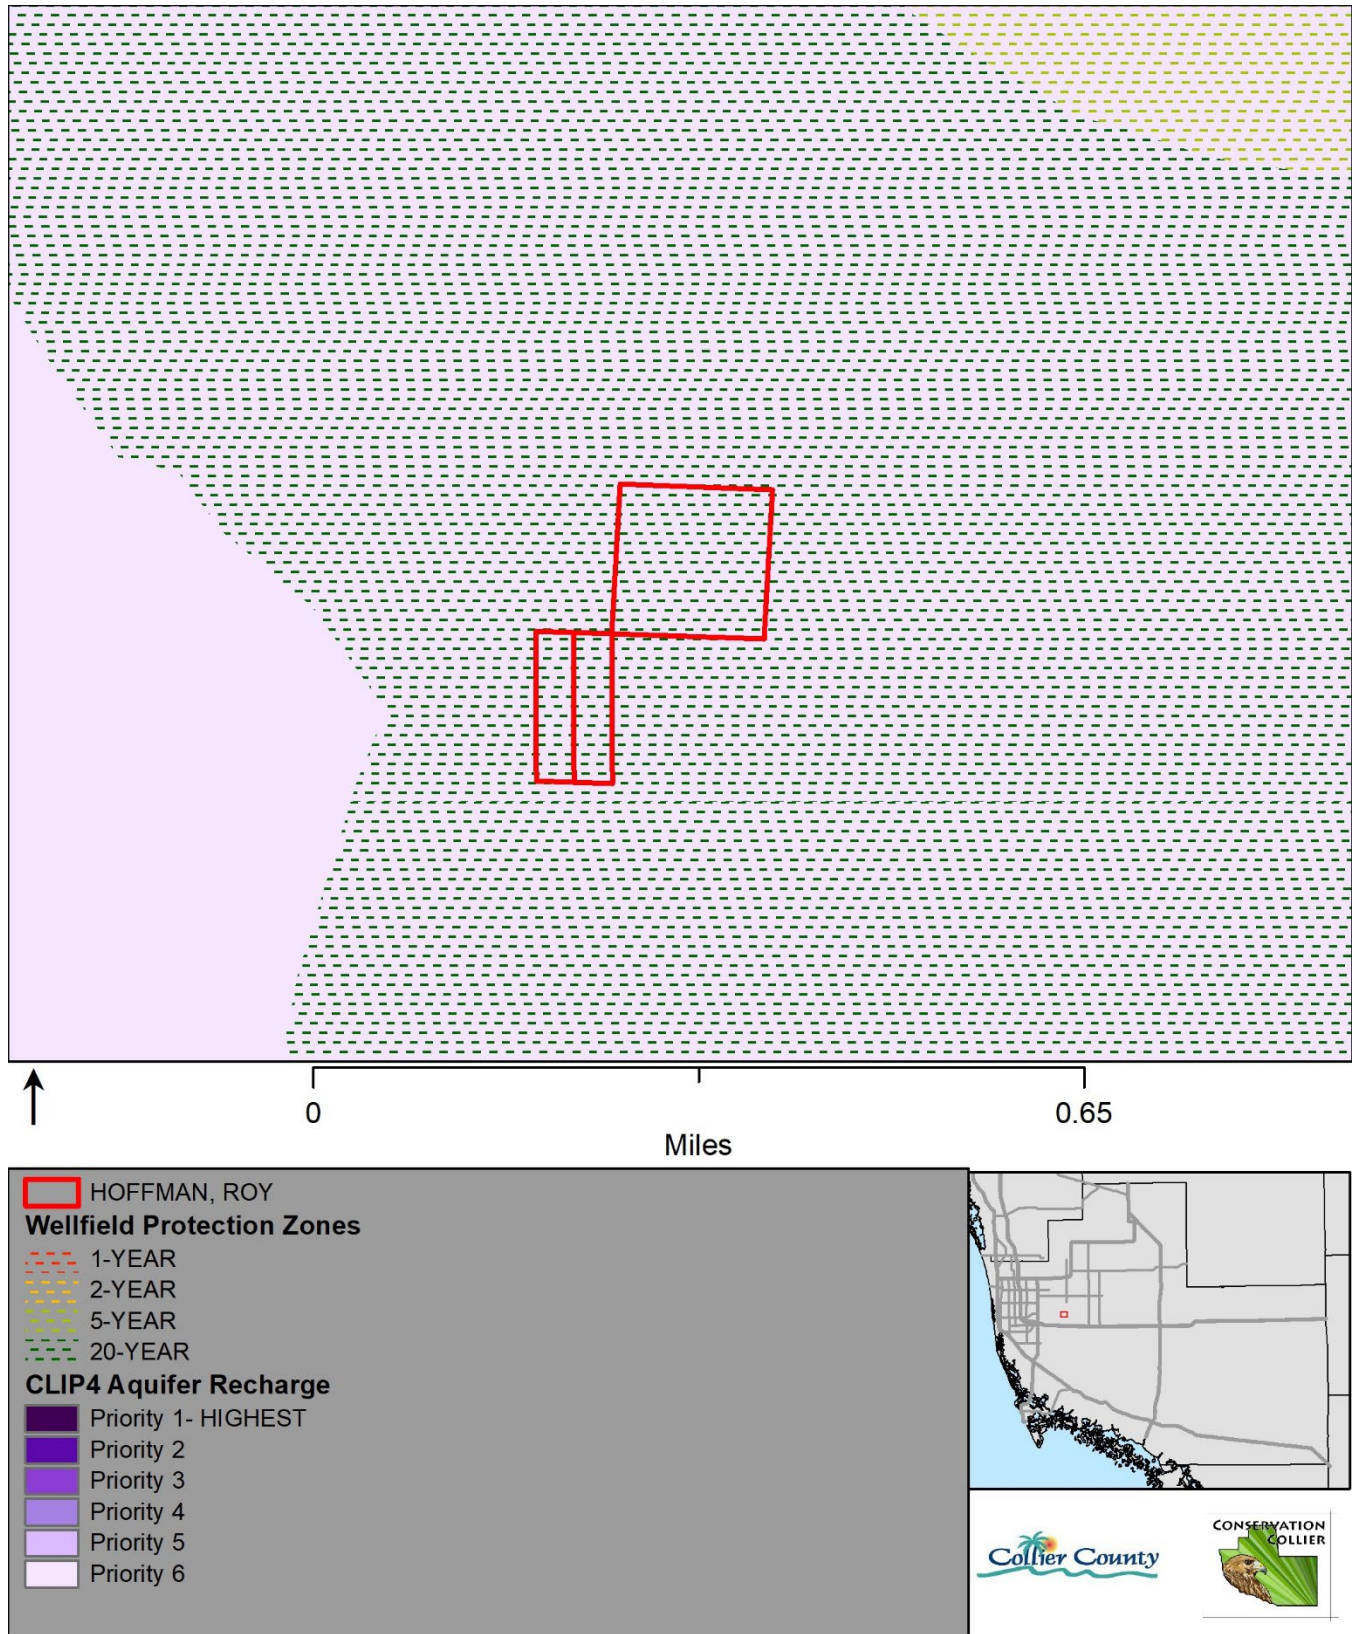 0
0.65
Miles
HOFFMAN, ROY
Wellfield Protection Zones
1-YEAR
2-YEAR
5-YEAR
20-YEAR
CLIP4 Aquifer Recharge
Priority 1- HIGHEST
Priority 2
Priority 3
Priority 4
Priority 5
Priority 6
Collier County
CONSERVATION
COLLIER